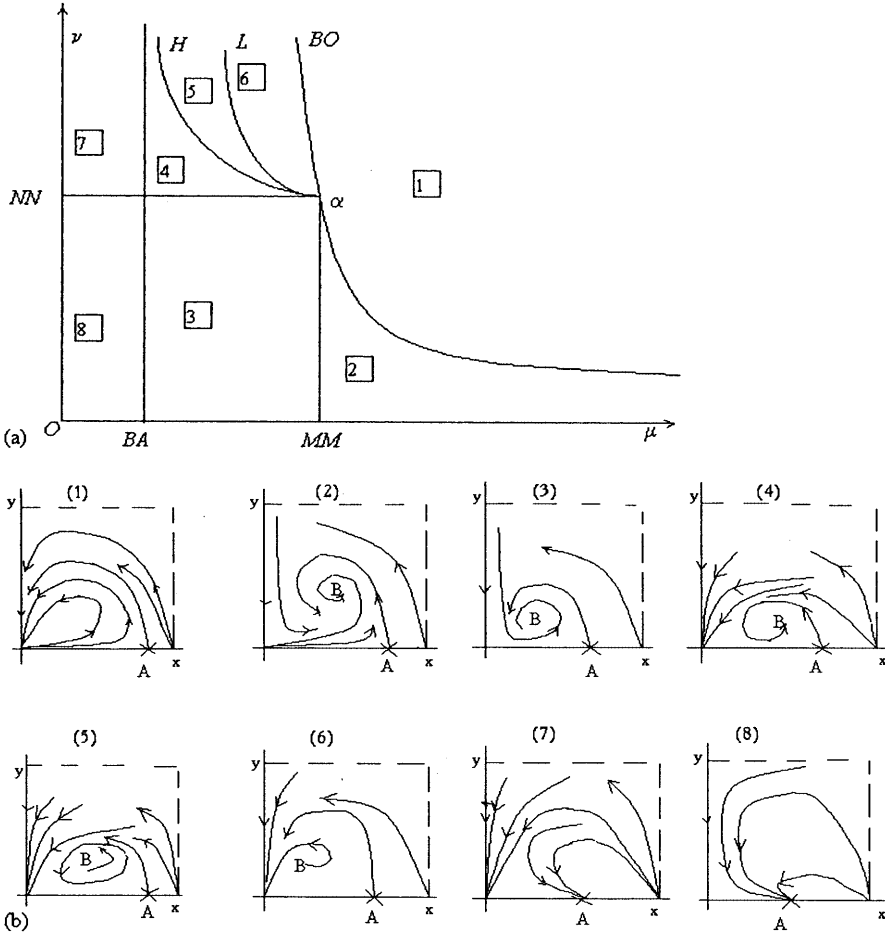 ν H L BO
5 6
7
4 1
NN α
3
8
2
O BA MM μ
(a)
(1) (2) (3) (4)
y y y y
B B B
A x A x A x A x
(5) (6) (7) (8)
y y y y
B B
A x A x A x A x
(b)